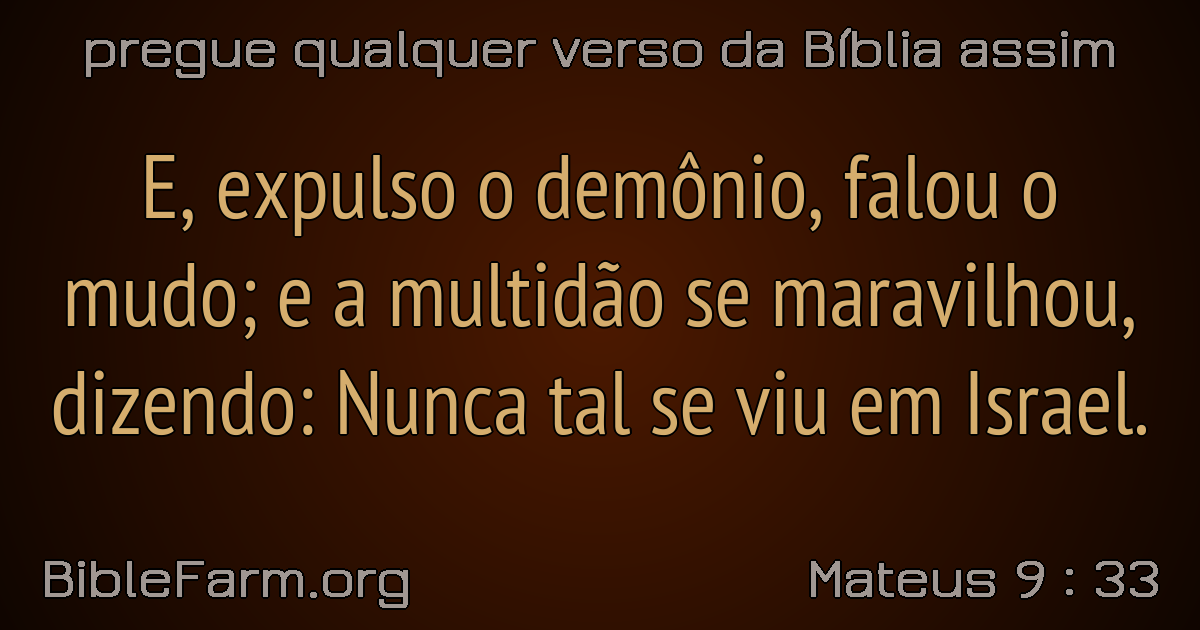 pregue qualquer verso da Bíblia assim
E, expulso o demônio, falou o
mudo; e a multidão se maravilhou,
dizendo: Nunca tal se viu em Israel.
BibleFarm.org
Mateus 9 : 33